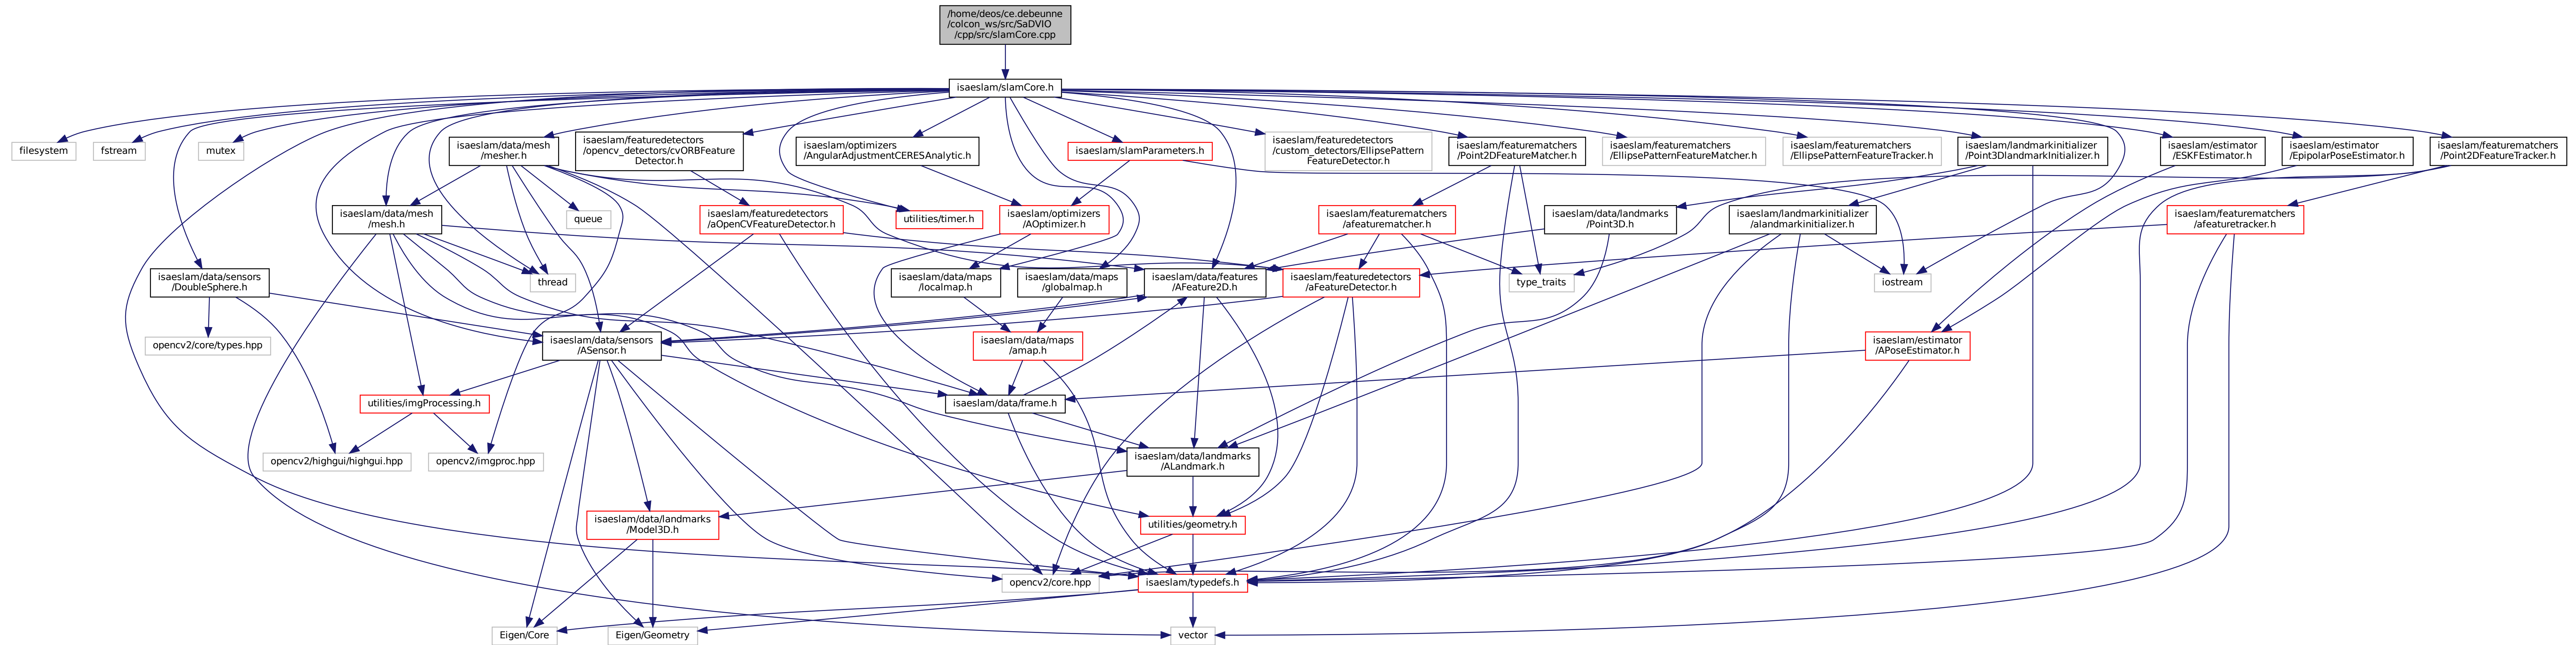 /home/deos/ce.debeunne
/colcon_ws/src/SaDVIO
/cpp/src/slamCore.cpp
isaeslam/slamCore.h
filesystem
fstream
mutex
isaeslam/data/mesh
/mesher.h
isaeslam/featuredetectors
/opencv_detectors/cvORBFeature
Detector.h
isaeslam/optimizers
/AngularAdjustmentCERESAnalytic.h
isaeslam/slamParameters.h
isaeslam/featuredetectors
/custom_detectors/EllipsePattern
FeatureDetector.h
isaeslam/featurematchers
/Point2DFeatureMatcher.h
isaeslam/featurematchers
/EllipsePatternFeatureMatcher.h
isaeslam/featurematchers
/EllipsePatternFeatureTracker.h
isaeslam/landmarkinitializer
/Point3DlandmarkInitializer.h
isaeslam/estimator
/ESKFEstimator.h
isaeslam/estimator
/EpipolarPoseEstimator.h
isaeslam/featurematchers
/Point2DFeatureTracker.h
isaeslam/data/mesh
/mesh.h
queue
isaeslam/featuredetectors
/aOpenCVFeatureDetector.h
utilities/timer.h
isaeslam/optimizers
/AOptimizer.h
isaeslam/featurematchers
/afeaturematcher.h
isaeslam/data/landmarks
/Point3D.h
isaeslam/landmarkinitializer
/alandmarkinitializer.h
isaeslam/featurematchers
/afeaturetracker.h
isaeslam/data/sensors
/DoubleSphere.h
thread
isaeslam/data/maps
/localmap.h
isaeslam/data/maps
/globalmap.h
isaeslam/data/features
/AFeature2D.h
isaeslam/featuredetectors
/aFeatureDetector.h
type_traits
iostream
opencv2/core/types.hpp
isaeslam/data/sensors
/ASensor.h
isaeslam/data/maps
/amap.h
isaeslam/estimator
/APoseEstimator.h
utilities/imgProcessing.h
isaeslam/data/frame.h
opencv2/highgui/highgui.hpp
opencv2/imgproc.hpp
isaeslam/data/landmarks
/ALandmark.h
isaeslam/data/landmarks
/Model3D.h
utilities/geometry.h
opencv2/core.hpp
isaeslam/typedefs.h
Eigen/Core
Eigen/Geometry
vector